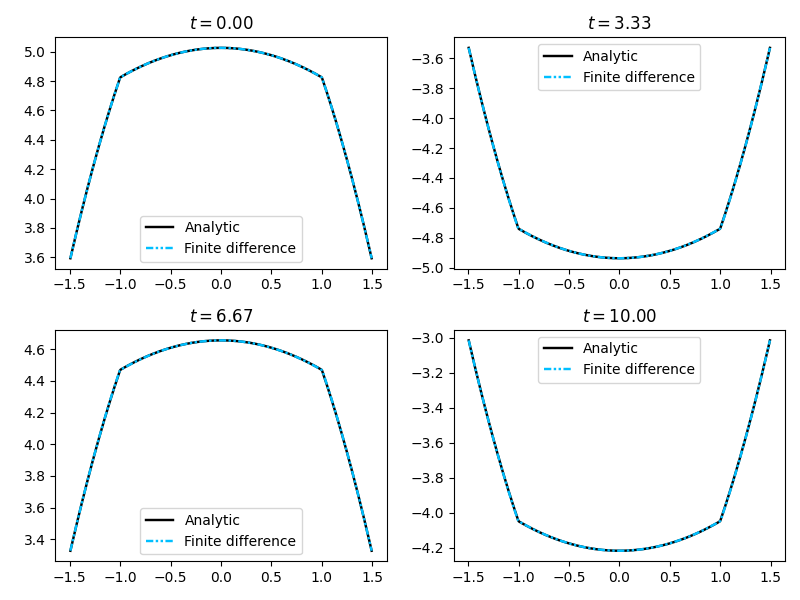 t = 0.00
5.0
4.8
4.6
4.4
4.2
4.0
3.8
3.6
Analytic
Finite difference
−1.5 −1.0 −0.5 0.0 0.5 1.0 1.5
t = 3.33
−3.6
−3.8
−4.0
−4.2
−4.4
−4.6
−4.8
−5.0
Analytic
Finite difference
−1.5 −1.0 −0.5 0.0 0.5 1.0 1.5
t = 6.67
4.6
4.4
4.2
4.0
3.8
3.6
3.4
Analytic
Finite difference
−1.5 −1.0 −0.5 0.0 0.5 1.0 1.5
t = 10.00
−3.0
−3.2
−3.4
−3.6
−3.8
−4.0
−4.2
Analytic
Finite difference
−1.5 −1.0 −0.5 0.0 0.5 1.0 1.5